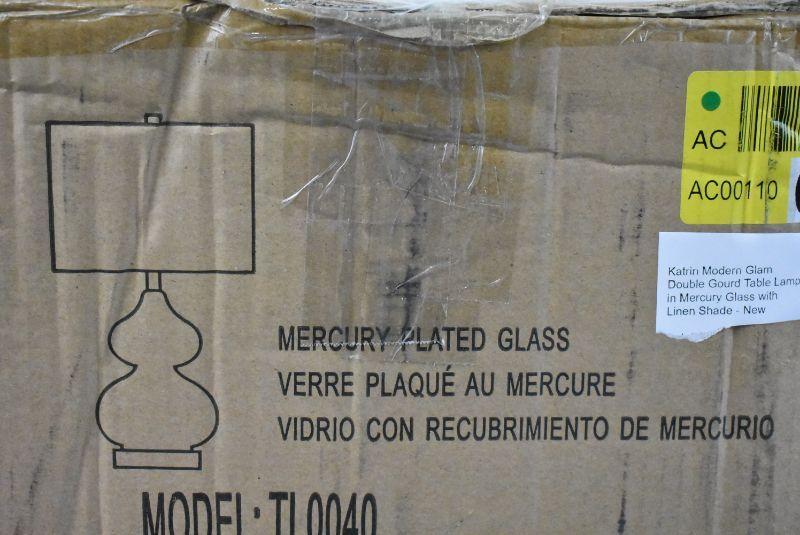 AC
AC00110
Katrin Modern Glam
Double Gourd Table Lamp
in Mercury Glass with
Linen Shade - New
MERCURY PLATED GLASS
VERRE PLAQUÉ AU MERCURE
VIDRIO CON RECUBRIMIENTO DE MERCURIO
MODEL: TL0040